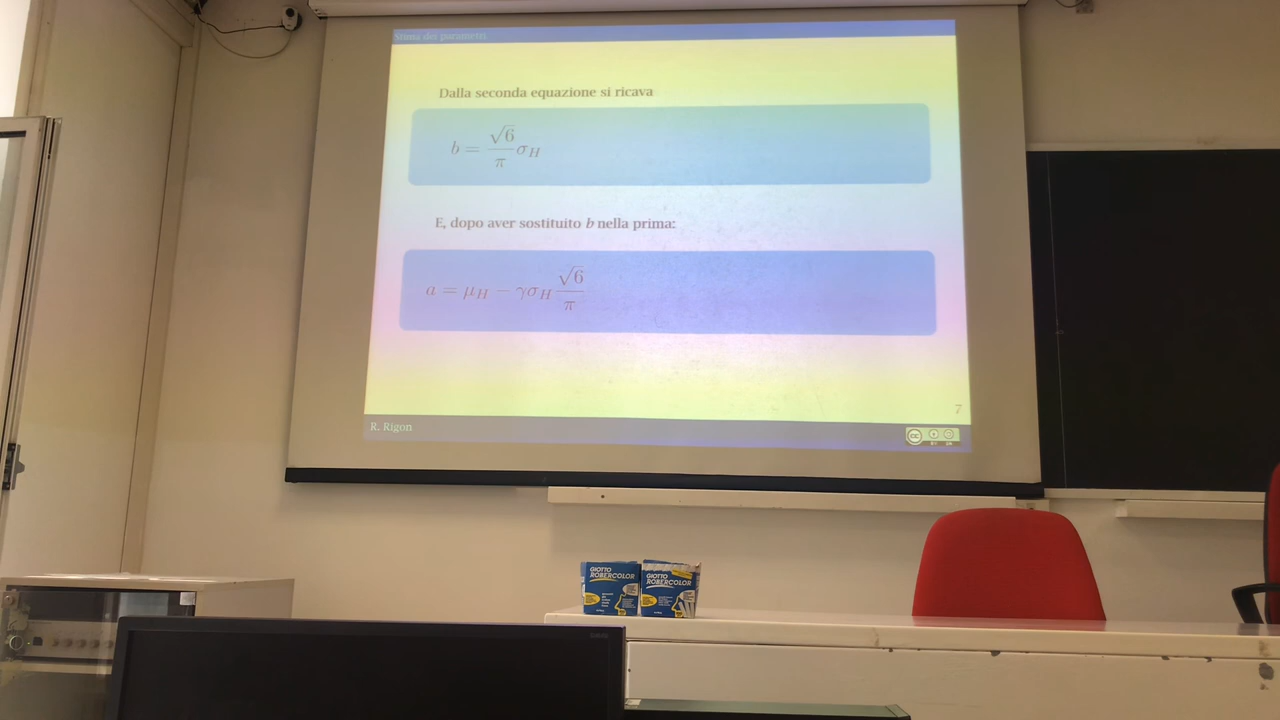 Stima dei parametri
Dalla seconda equazione si ricava
b = √6/π σ_H
E, dopo aver sostituito b nella prima:
a = μ_H − γσ_H √6/π
7
R. Rigon
CC
GIOTTO
ROBERCOLOR
GIOTTO
ROBERCOLOR